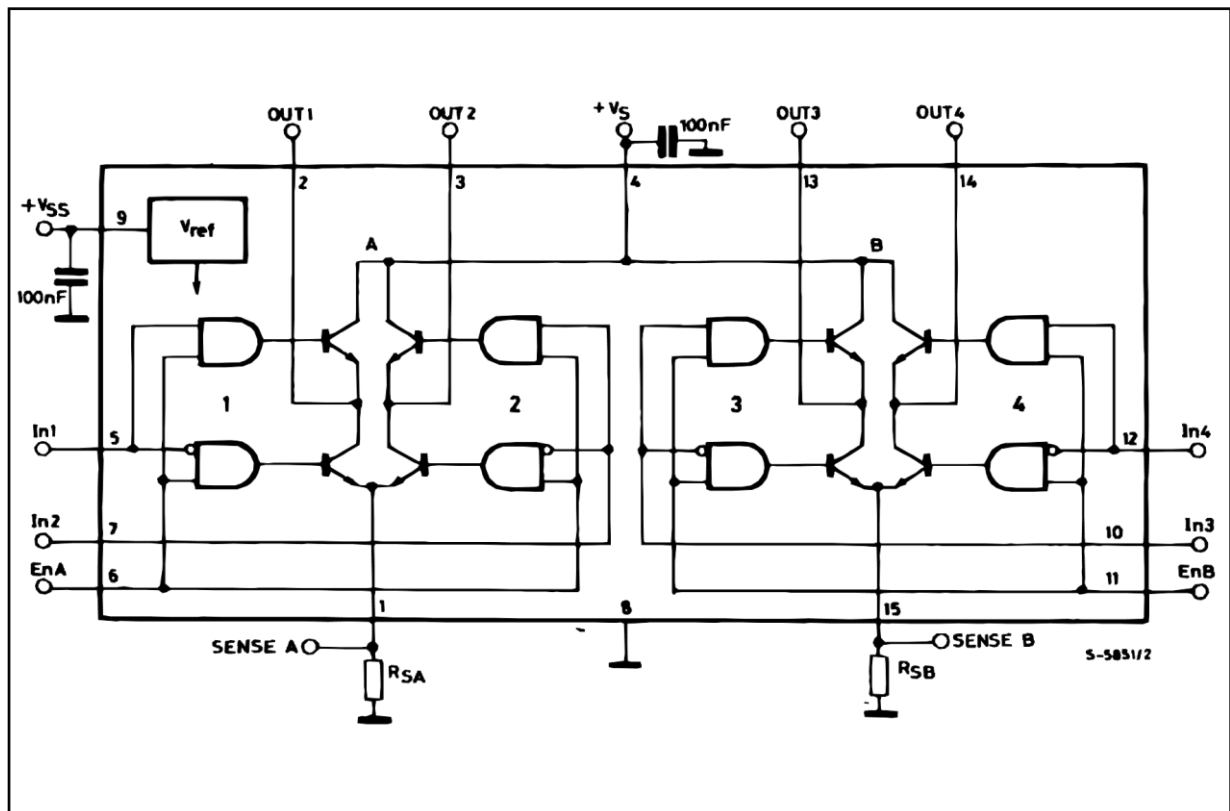 OUT1
OUT2
+VS
100nF
OUT3
OUT4
2
3
4
13
14
+VSS
9
Vref
A
B
100nF
1
2
3
4
In1
5
12
In4
In2
7
10
In3
EnA
6
11
EnB
1
8
15
SENSE A
SENSE B
S-5851/2
RSA
RSB